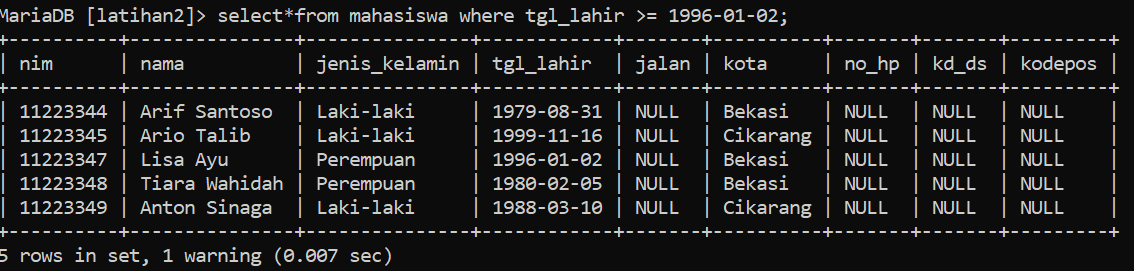 MariaDB [latihan2]> select*from mahasiswa where tgl_lahir >= 1996-01-02;
+----------+---------------+---------------+------------+-------+----------+-------+-------+---------+
| nim      | nama          | jenis_kelamin | tgl_lahir  | jalan | kota     | no_hp | kd_ds | kodepos |
+----------+---------------+---------------+------------+-------+----------+-------+-------+---------+
| 11223344 | Arif Santoso  | Laki-laki     | 1979-08-31 | NULL  | Bekasi   | NULL  | NULL  | NULL    |
| 11223345 | Ario Talib    | Laki-laki     | 1999-11-16 | NULL  | Cikarang | NULL  | NULL  | NULL    |
| 11223347 | Lisa Ayu      | Perempuan     | 1996-01-02 | NULL  | Bekasi   | NULL  | NULL  | NULL    |
| 11223348 | Tiara Wahidah | Perempuan     | 1980-02-05 | NULL  | Bekasi   | NULL  | NULL  | NULL    |
| 11223349 | Anton Sinaga  | Laki-laki     | 1988-03-10 | NULL  | Cikarang | NULL  | NULL  | NULL    |
+----------+---------------+---------------+------------+-------+----------+-------+-------+---------+
5 rows in set, 1 warning (0.007 sec)